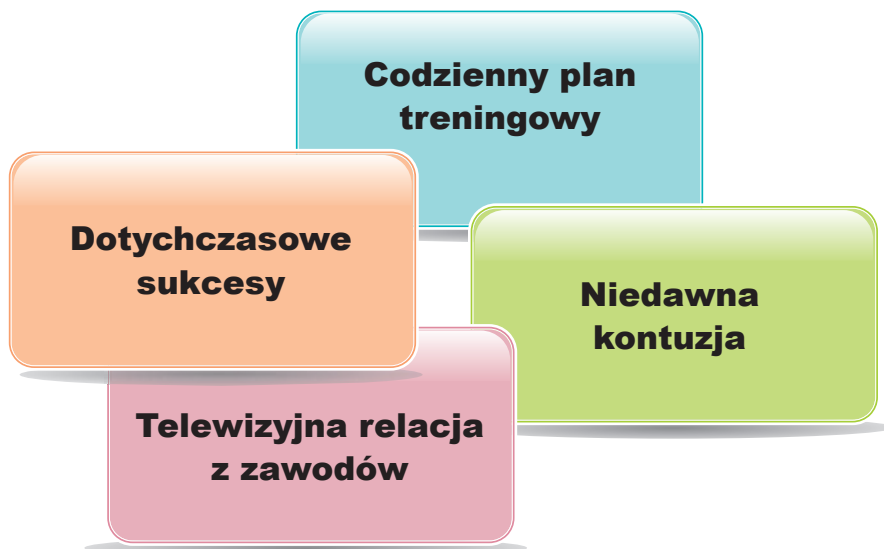 Codzienny plan
treningowy
Dotychczasowe
sukcesy
Niedawna
kontuzja
Telewizyjna relacja
z zawodów